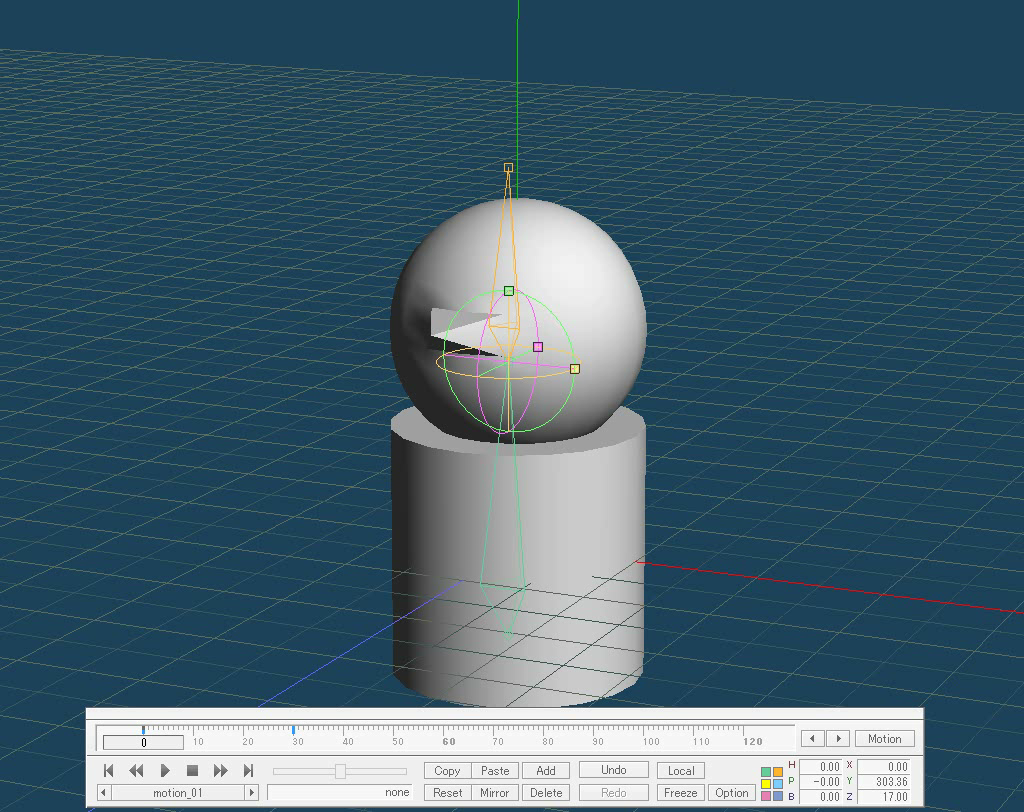 0 10 20 30 40 50 60 70 80 90 100 110 120 Motion
Copy Paste Add Undo Local H 0.00 X 0.00
P -0.00 Y 303.36
motion_01 none Reset Mirror Delete Redo Freeze Option B 0.00 Z 17.00